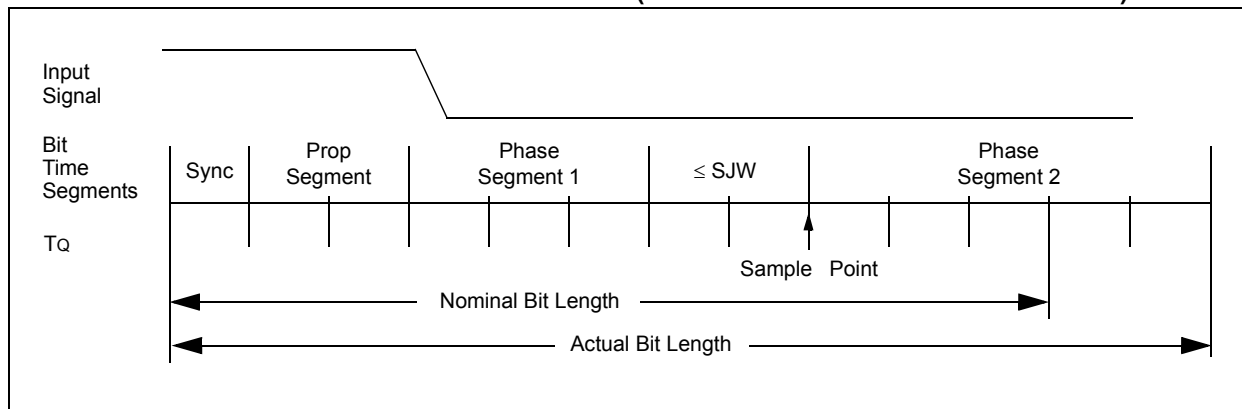 Input
Signal
Bit
Time
Segments
Sync
Prop
Segment
Phase
Segment 1
≤ SJW
Phase
Segment 2
TQ
Sample Point
Nominal Bit Length
Actual Bit Length